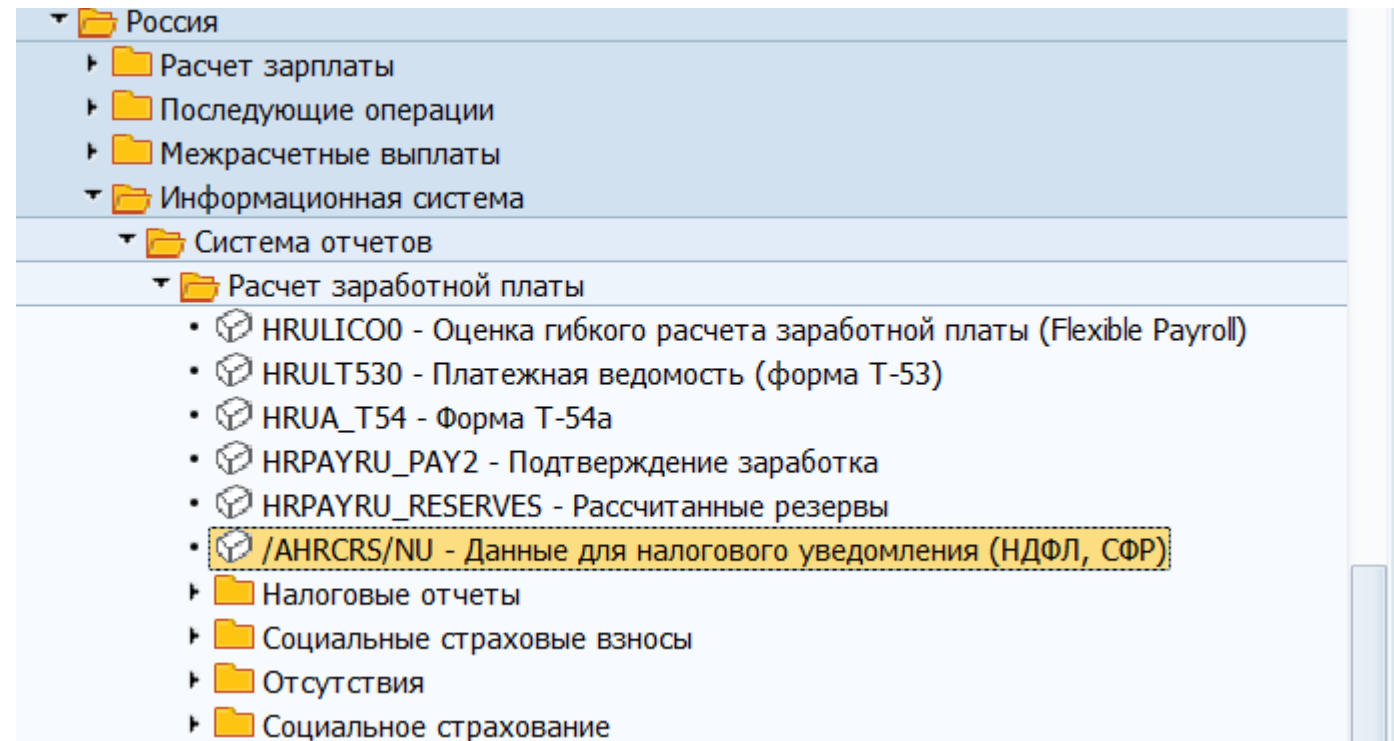 Россия
Расчет зарплаты
Последующие операции
Межрасчетные выплаты
Информационная система
Система отчетов
Расчет заработной платы
HRULICO0 - Оценка гибкого расчета заработной платы (Flexible Payroll)
HRULT530 - Платежная ведомость (форма Т-53)
HRUA_T54 - Форма Т-54а
HRPAYRU_PAY2 - Подтверждение заработка
HRPAYRU_RESERVES - Рассчитанные резервы
/AHRCRS/NU - Данные для налогового уведомления (НДФЛ, СФР)
Налоговые отчеты
Социальные страховые взносы
Отсутствия
Социальное страхование